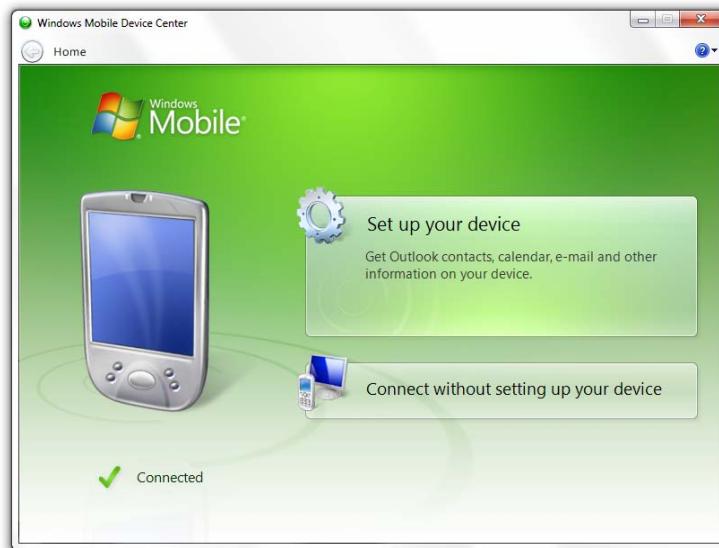 Windows Mobile Device Center
Home
Windows
Mobile
Set up your device
Get Outlook contacts, calendar, e-mail and other
information on your device.
Connect without setting up your device
Connected